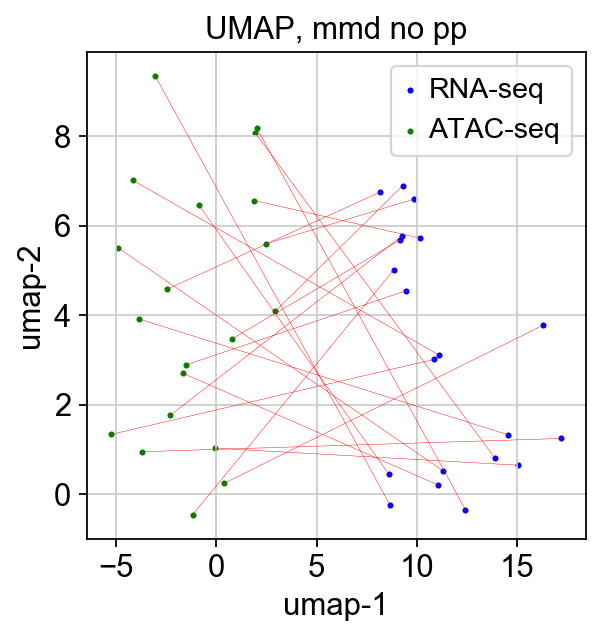 UMAP, mmd no pp
RNA-seq
ATAC-seq
8
6
4
2
0
umap-2
−5 0 5 10 15
umap-1